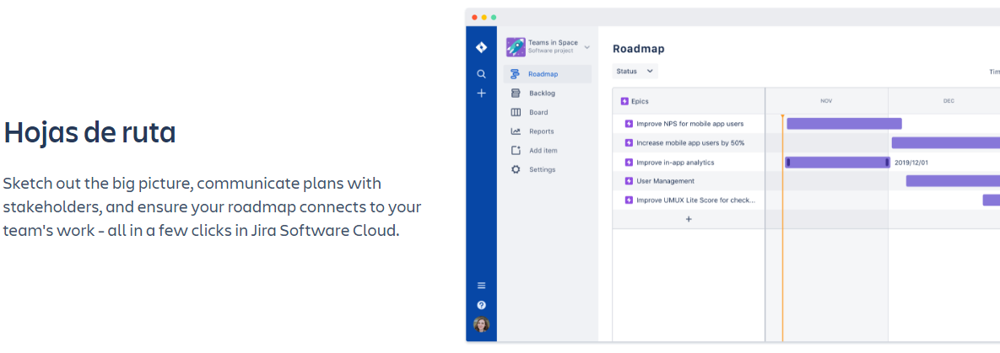 Hojas de ruta
Sketch out the big picture, communicate plans with
stakeholders, and ensure your roadmap connects to your
team's work - all in a few clicks in Jira Software Cloud.
Teams in Space
Software project
Roadmap
Backlog
Board
Reports
Add item
Settings
Roadmap
Status
Tim
Epics
NOV
DEC
Improve NPS for mobile app users
Increase mobile app users by 50%
Improve in-app analytics
2019/12/01
User Management
Improve UMUX Lite Score for check...